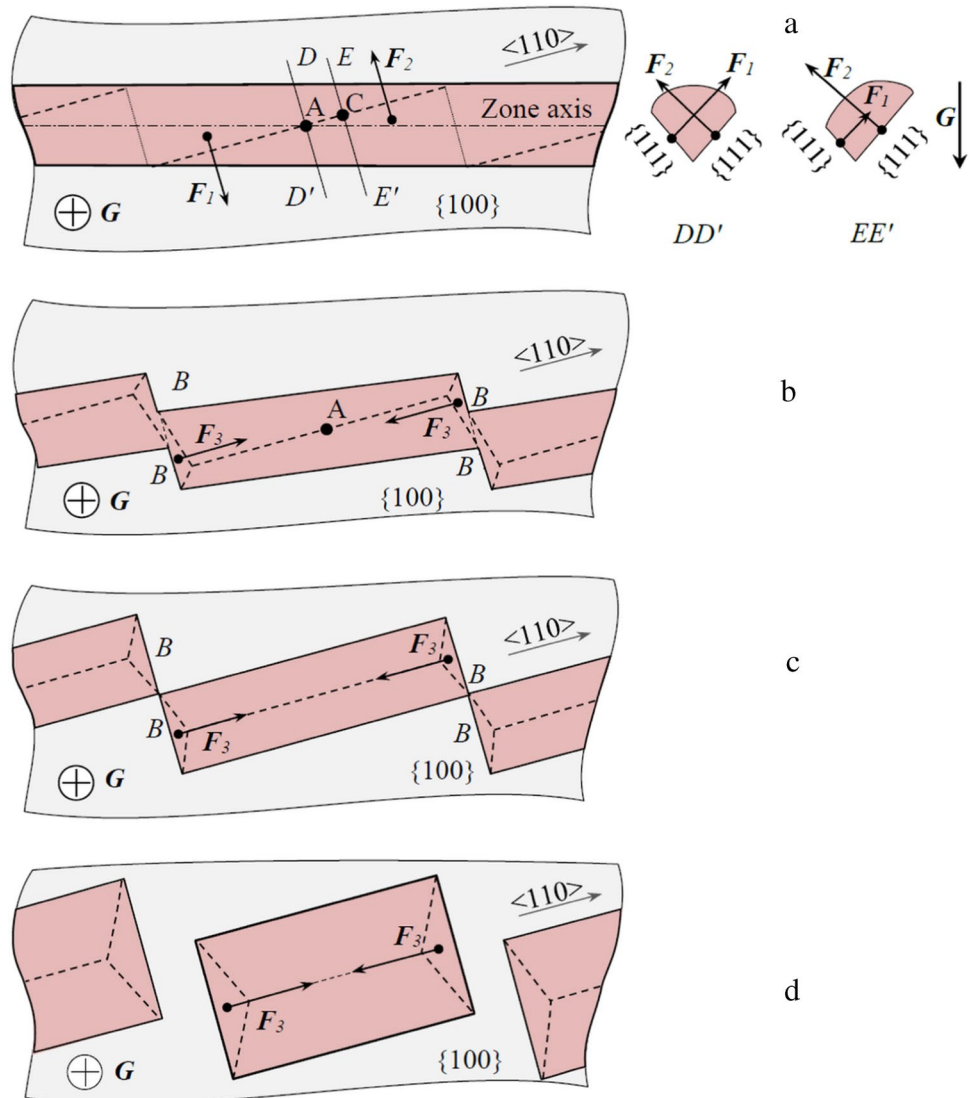 a
<110>
D E F2
A C
Zone axis
F1
D' E'
G
{100}
F2 F1
{111} {111}
DD'
F2
F1
{111} {111}
EE'
G
b
<110>
B
A
B
F3
F3
B
B
G
{100}
c
<110>
B
F3
B
B
F3
B
G
{100}
d
<110>
F3
F3
G
{100}